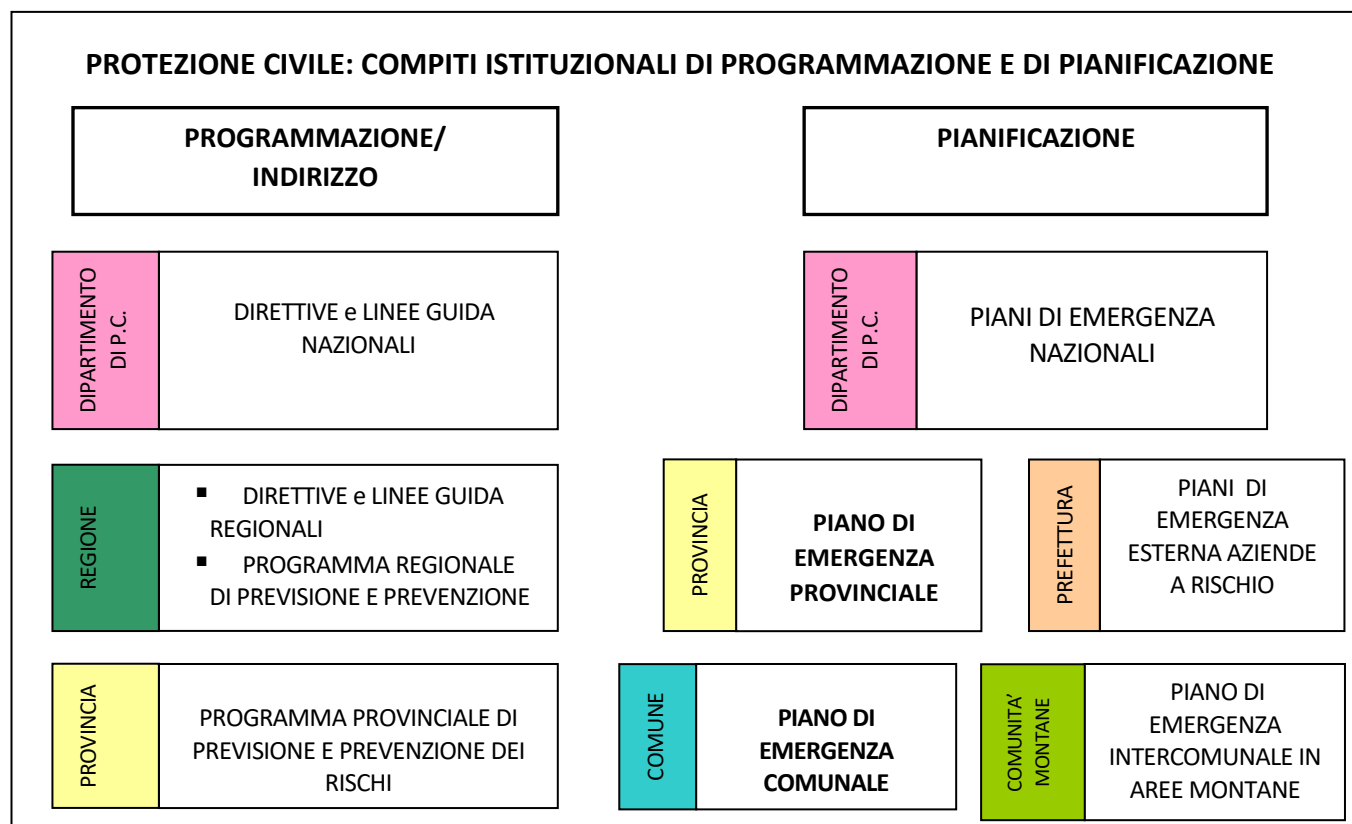 PROTEZIONE CIVILE: COMPITI ISTITUZIONALI DI PROGRAMMAZIONE E DI PIANIFICAZIONE
PROGRAMMAZIONE/
INDIRIZZO
PIANIFICAZIONE
DIPARTIMENTO
DI P.C.
DIRETTIVE e LINEE GUIDA
NAZIONALI
DIPARTIMENTO
DI P.C.
PIANI DI EMERGENZA
NAZIONALI
REGIONE
▪ DIRETTIVE e LINEE GUIDA
REGIONALI
▪ PROGRAMMA REGIONALE
DI PREVISIONE E PREVENZIONE
PROVINCIA
PIANO DI
EMERGENZA
PROVINCIALE
PREFETTURA
PIANI DI
EMERGENZA
ESTERNA AZIENDE
A RISCHIO
PROVINCIA
PROGRAMMA PROVINCIALE DI
PREVISIONE E PREVENZIONE DEI
RISCHI
COMUNE
PIANO DI
EMERGENZA
COMUNALE
COMUNITA’
MONTANE
PIANO DI
EMERGENZA
INTERCOMUNALE IN
AREE MONTANE